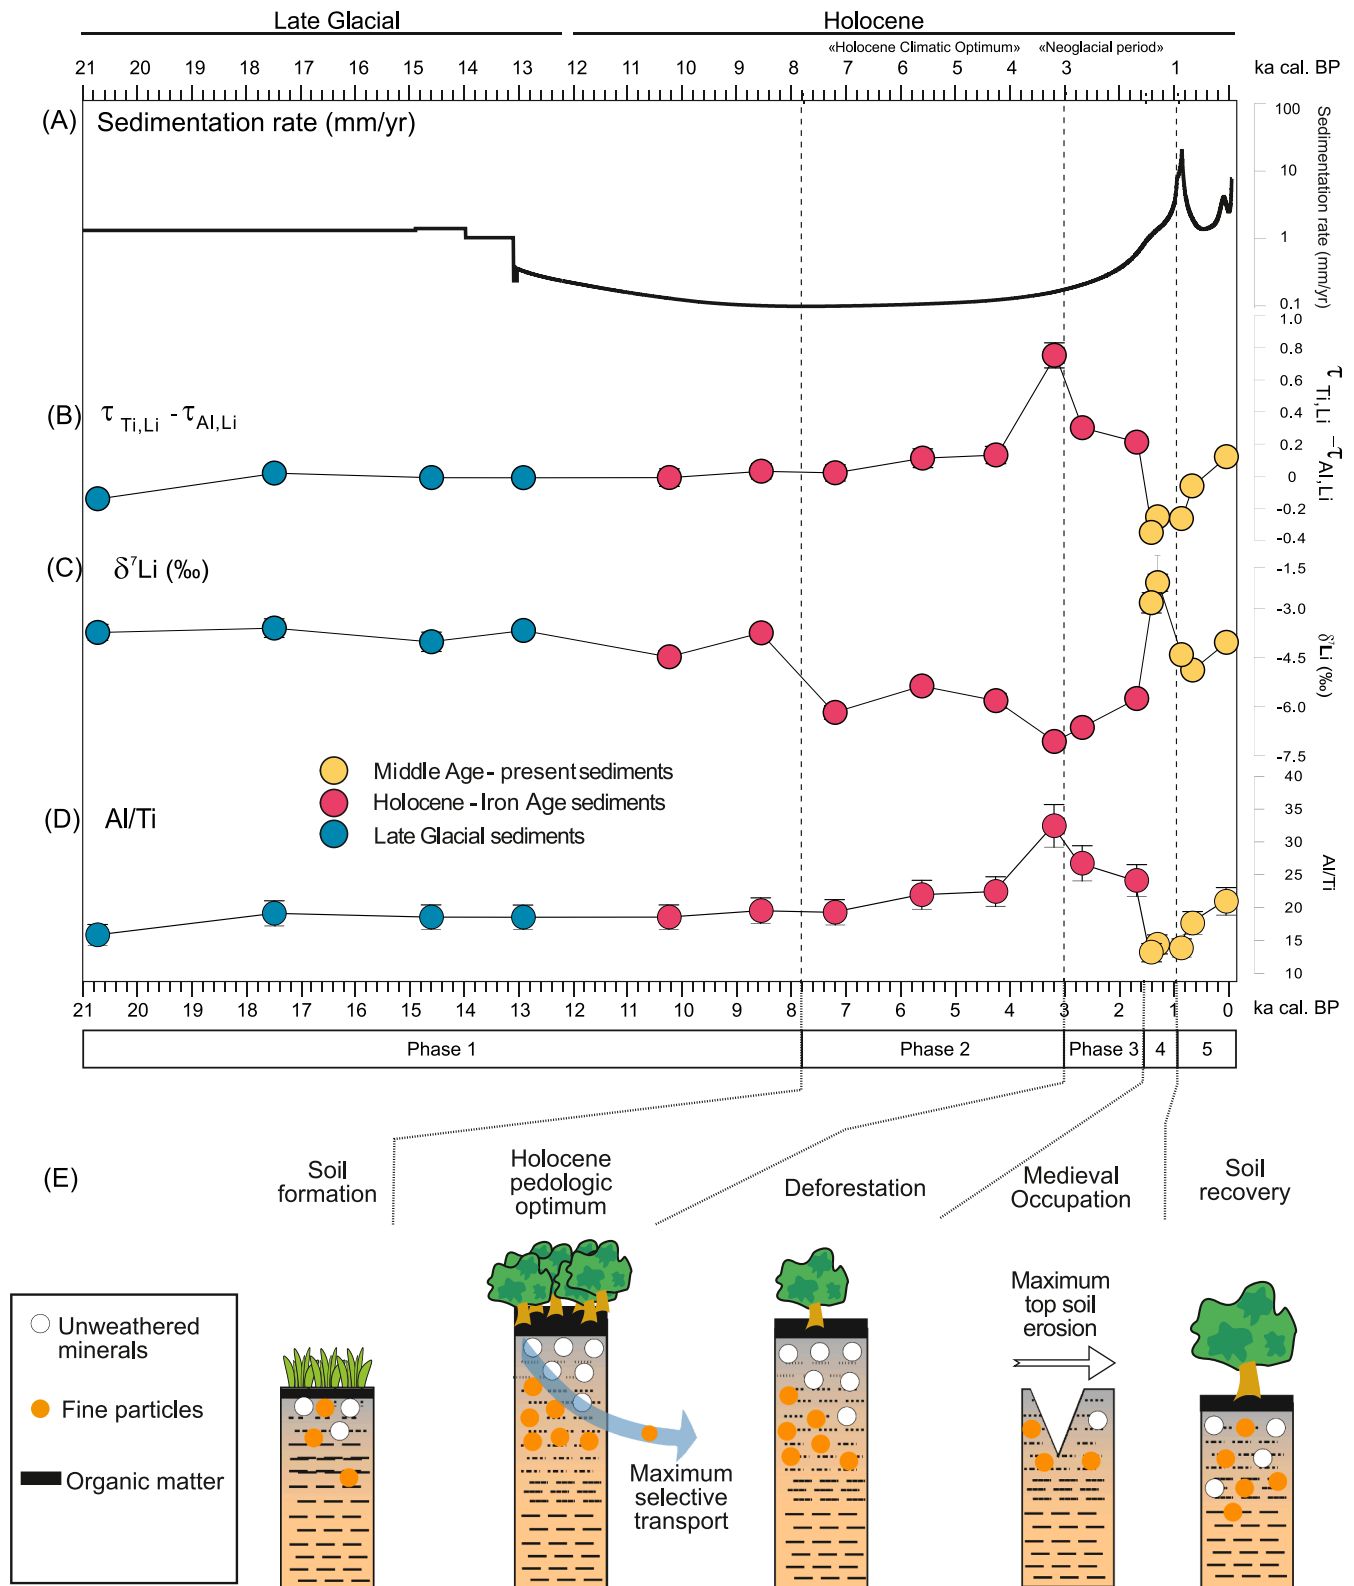 Late Glacial Holocene
«Holocene Climatic Optimum» «Neoglacial period»
21 20 19 18 17 16 15 14 13 12 11 10 9 8 7 6 5 4 3 1 ka cal. BP
(A) Sedimentation rate (mm/yr)
100
10
1
0.1
Sedimentation rate (mm/yr)
(B) τ Ti,Li - τAl,Li
1.0
0.8
0.6
0.4
0.2
0
-0.2
-0.4
τ Ti,Li -τAl,Li
(C) δ⁷Li (‰)
-1.5
-3.0
-4.5
-6.0
-7.5
δ⁷Li (‰)
Middle Age - present sediments
Holocene - Iron Age sediments
Late Glacial sediments
(D) Al/Ti
40
35
30
25
20
15
10
Al/Ti
21 20 19 18 17 16 15 14 13 12 11 10 9 8 7 6 5 4 3 2 1 0 ka cal. BP
Phase 1 Phase 2 Phase 3 4 5
(E)
Soil
formation
Holocene
pedologic
optimum
Deforestation
Medieval
Occupation
Soil
recovery
Maximum
top soil
erosion
Maximum
selective
transport
Unweathered
minerals
Fine particles
Organic matter